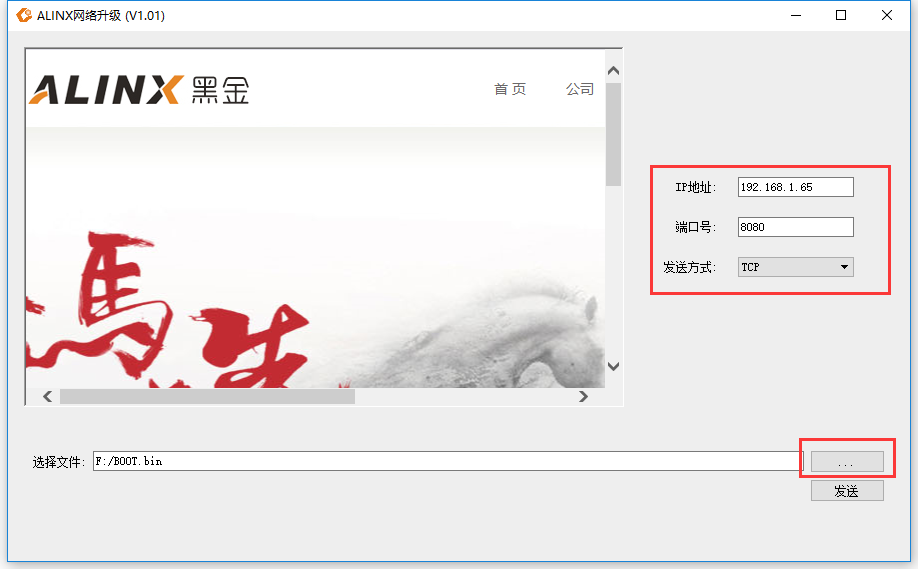 ALINX网络升级 (V1.01)
ALINX 黑金
首 页
公司
IP地址：
192.168.1.65
端口号：
8080
发送方式：
TCP
馬
选择文件：
F:/BOOT.bin
...
发送